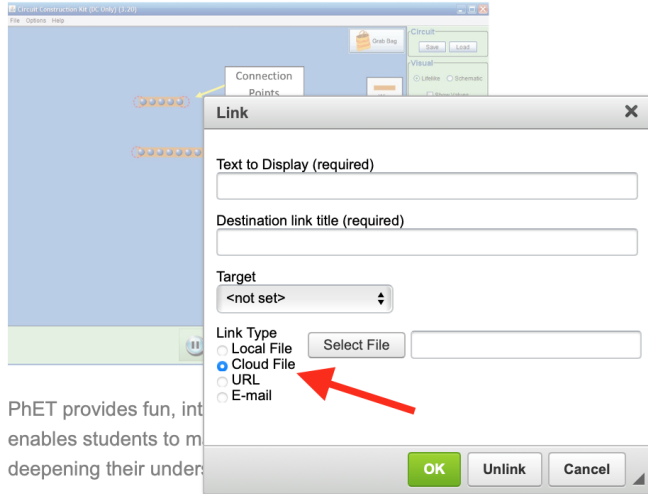 Circuit Construction Kit (DC Only) (3.20)
File Options Help
Grab Bag
Circuit
Save Load
Visual
Lifelike Schematic
Connection
Points
Link
Text to Display (required)
Destination link title (required)
Target
<not set>
Link Type
Local File
Select File
Cloud File
URL
E-mail
PhET provides fun, int
enables students to m
deepening their unders
OK Unlink Cancel